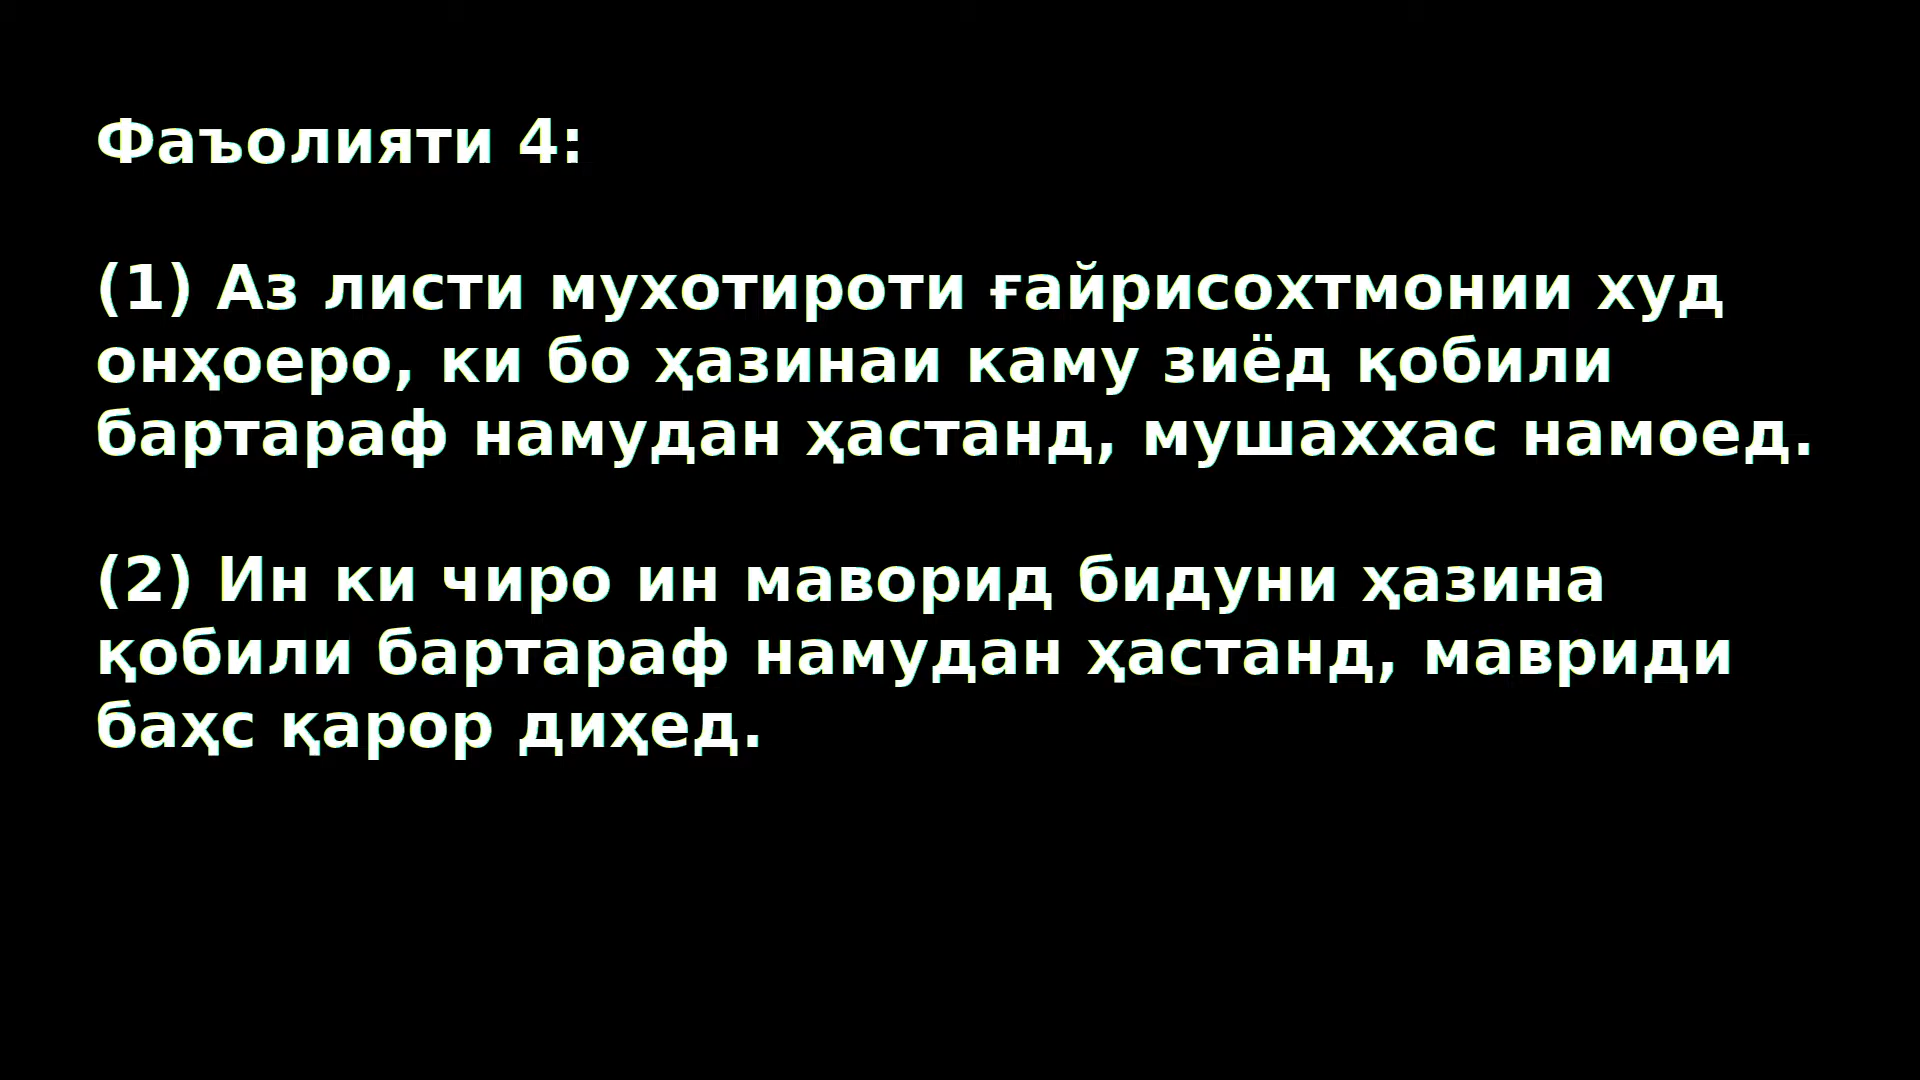 Фаъолияти 4:
(1) Аз листи мухотироти ғайрисохтмонии худ
онҳоеро, ки бо ҳазинаи каму зиёд қобили
бартараф намудан ҳастанд, мушаххас намоед.
(2) Ин ки чиро ин маворид бидуни ҳазина
қобили бартараф намудан ҳастанд, мавриди
баҳс қарор диҳед.